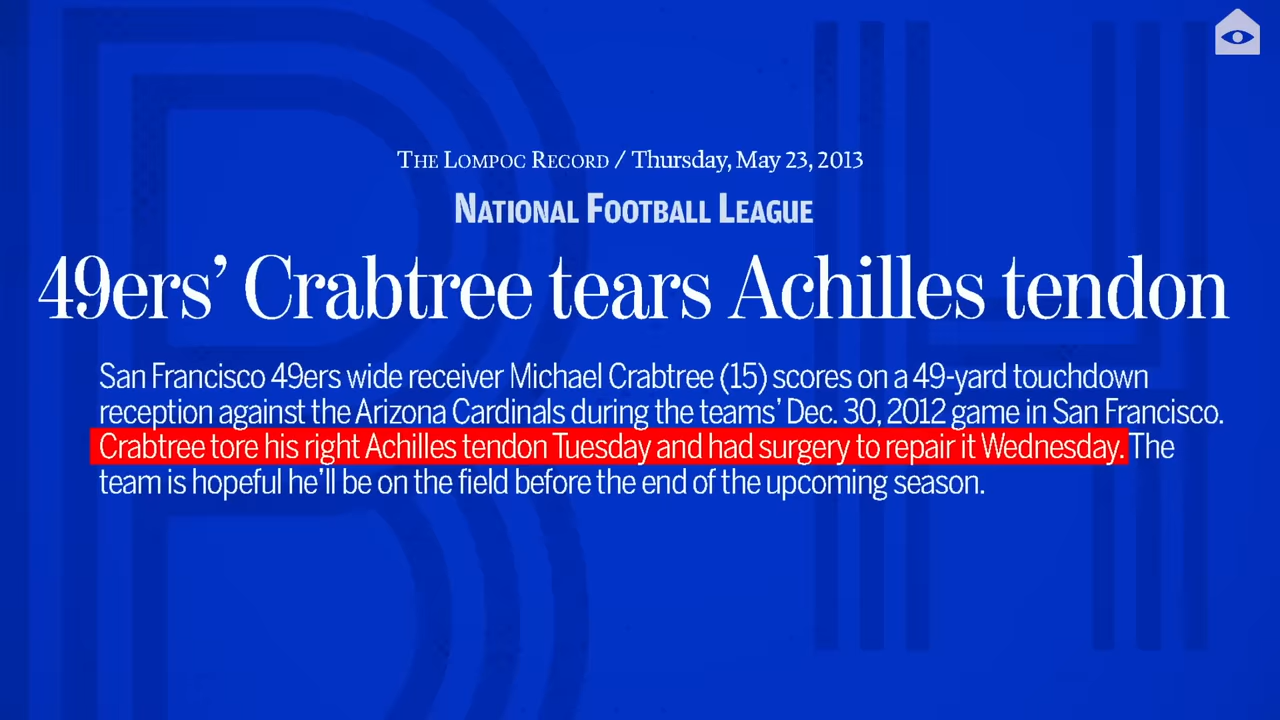 The Lompoc Record / Thursday, May 23, 2013
National Football League
49ers’ Crabtree tears Achilles tendon
San Francisco 49ers wide receiver Michael Crabtree (15) scores on a 49-yard touchdown
reception against the Arizona Cardinals during the teams’ Dec. 30, 2012 game in San Francisco.
Crabtree tore his right Achilles tendon Tuesday and had surgery to repair it Wednesday. The
team is hopeful he’ll be on the field before the end of the upcoming season.